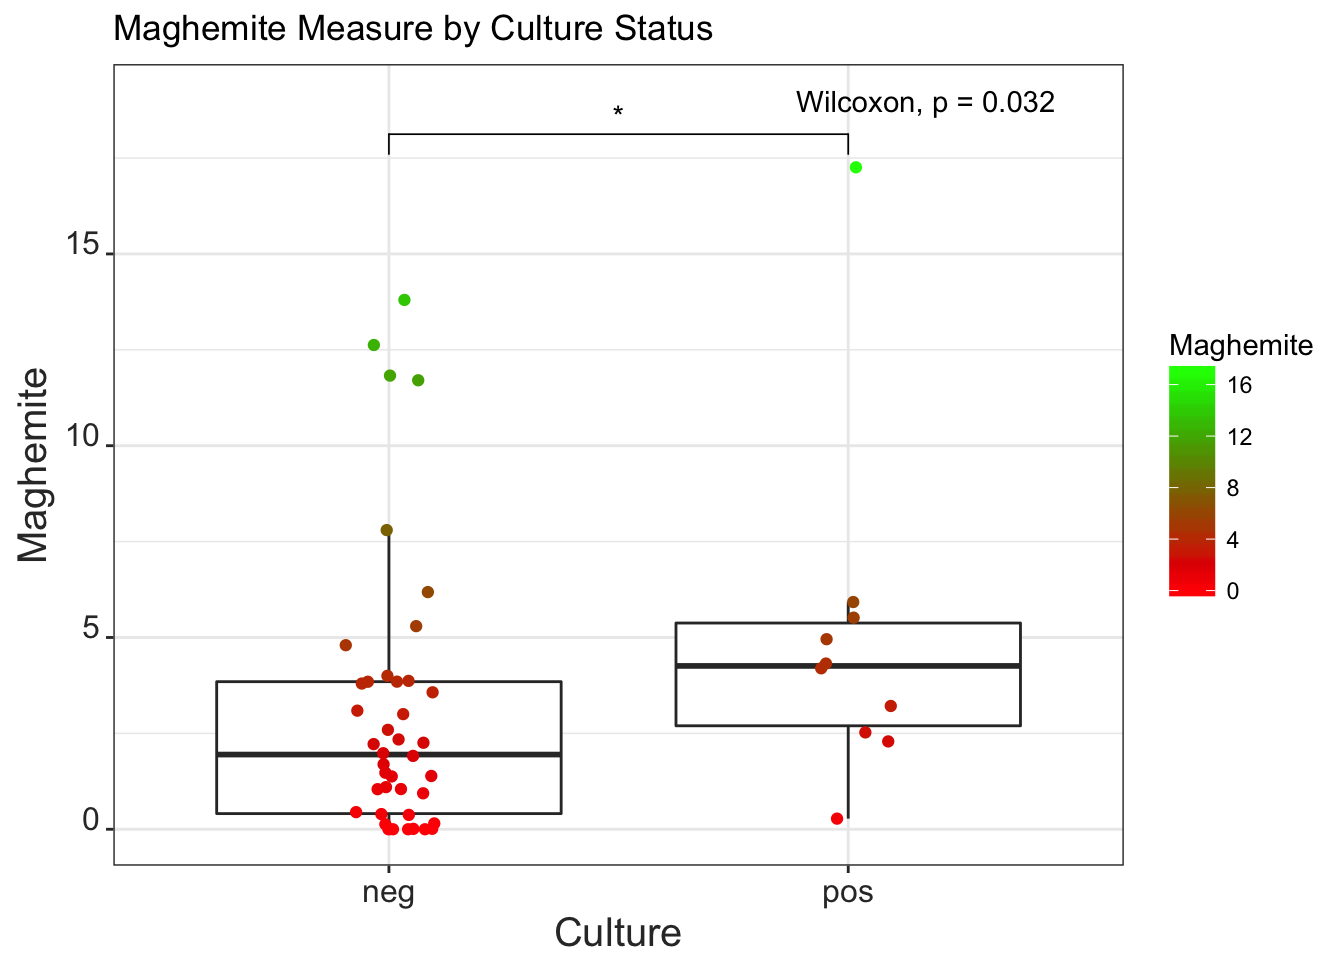 Maghemite Measure by Culture Status
*
Wilcoxon, p = 0.032
15
10
5
0
Maghemite
neg
pos
Culture
Maghemite
16
12
8
4
0